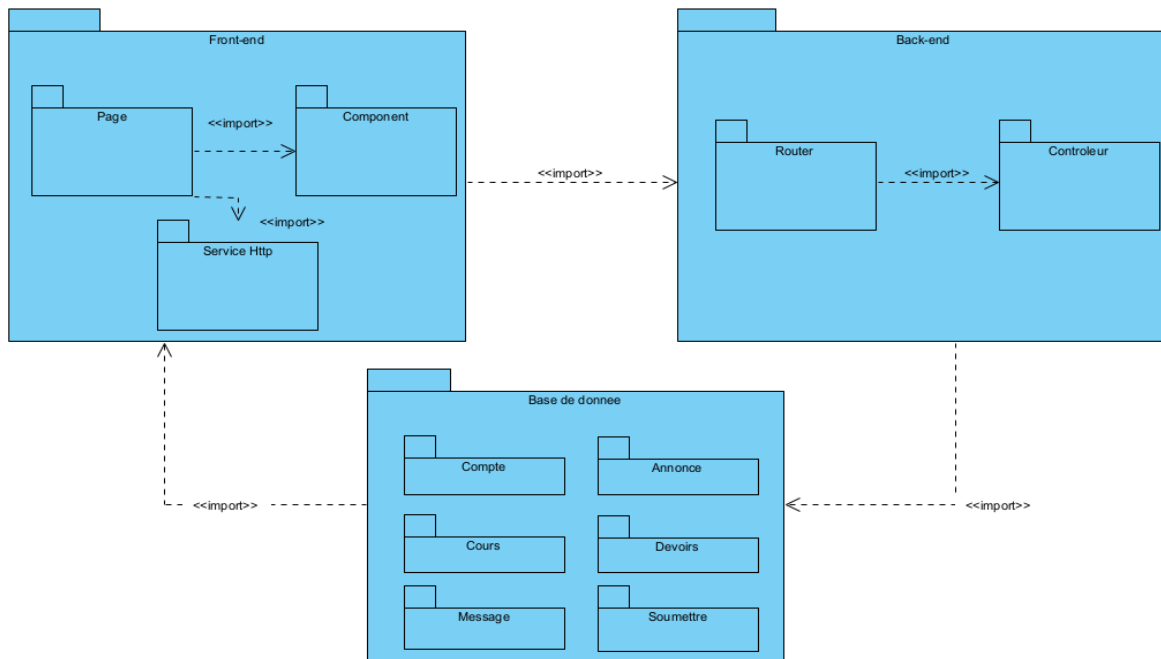 Front-end
Page
<<import>>
Component
<<import>>
Service Http
<<import>>
Back-end
Router
<<import>>
Controleur
Base de donnee
Compte
Annonce
Cours
Devoirs
Message
Soumettre
<<import>>
<<import>>